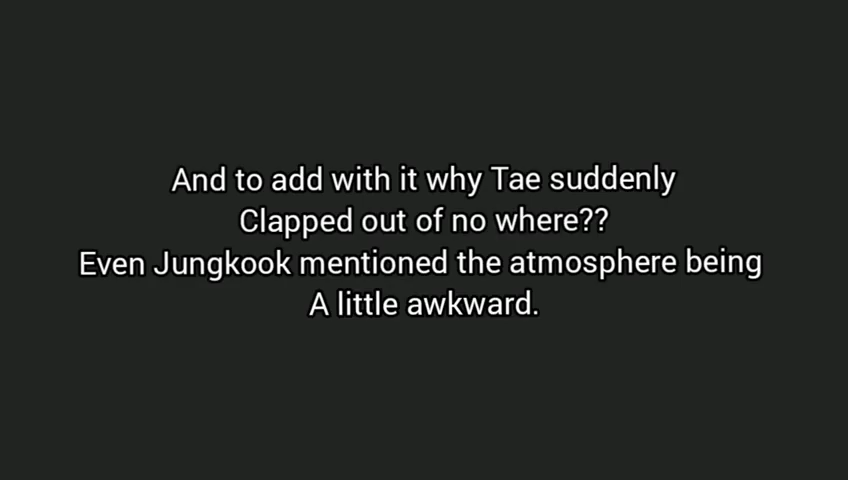 And to add with it why Tae suddenly
Clapped out of no where??
Even Jungkook mentioned the atmosphere being
A little awkward.